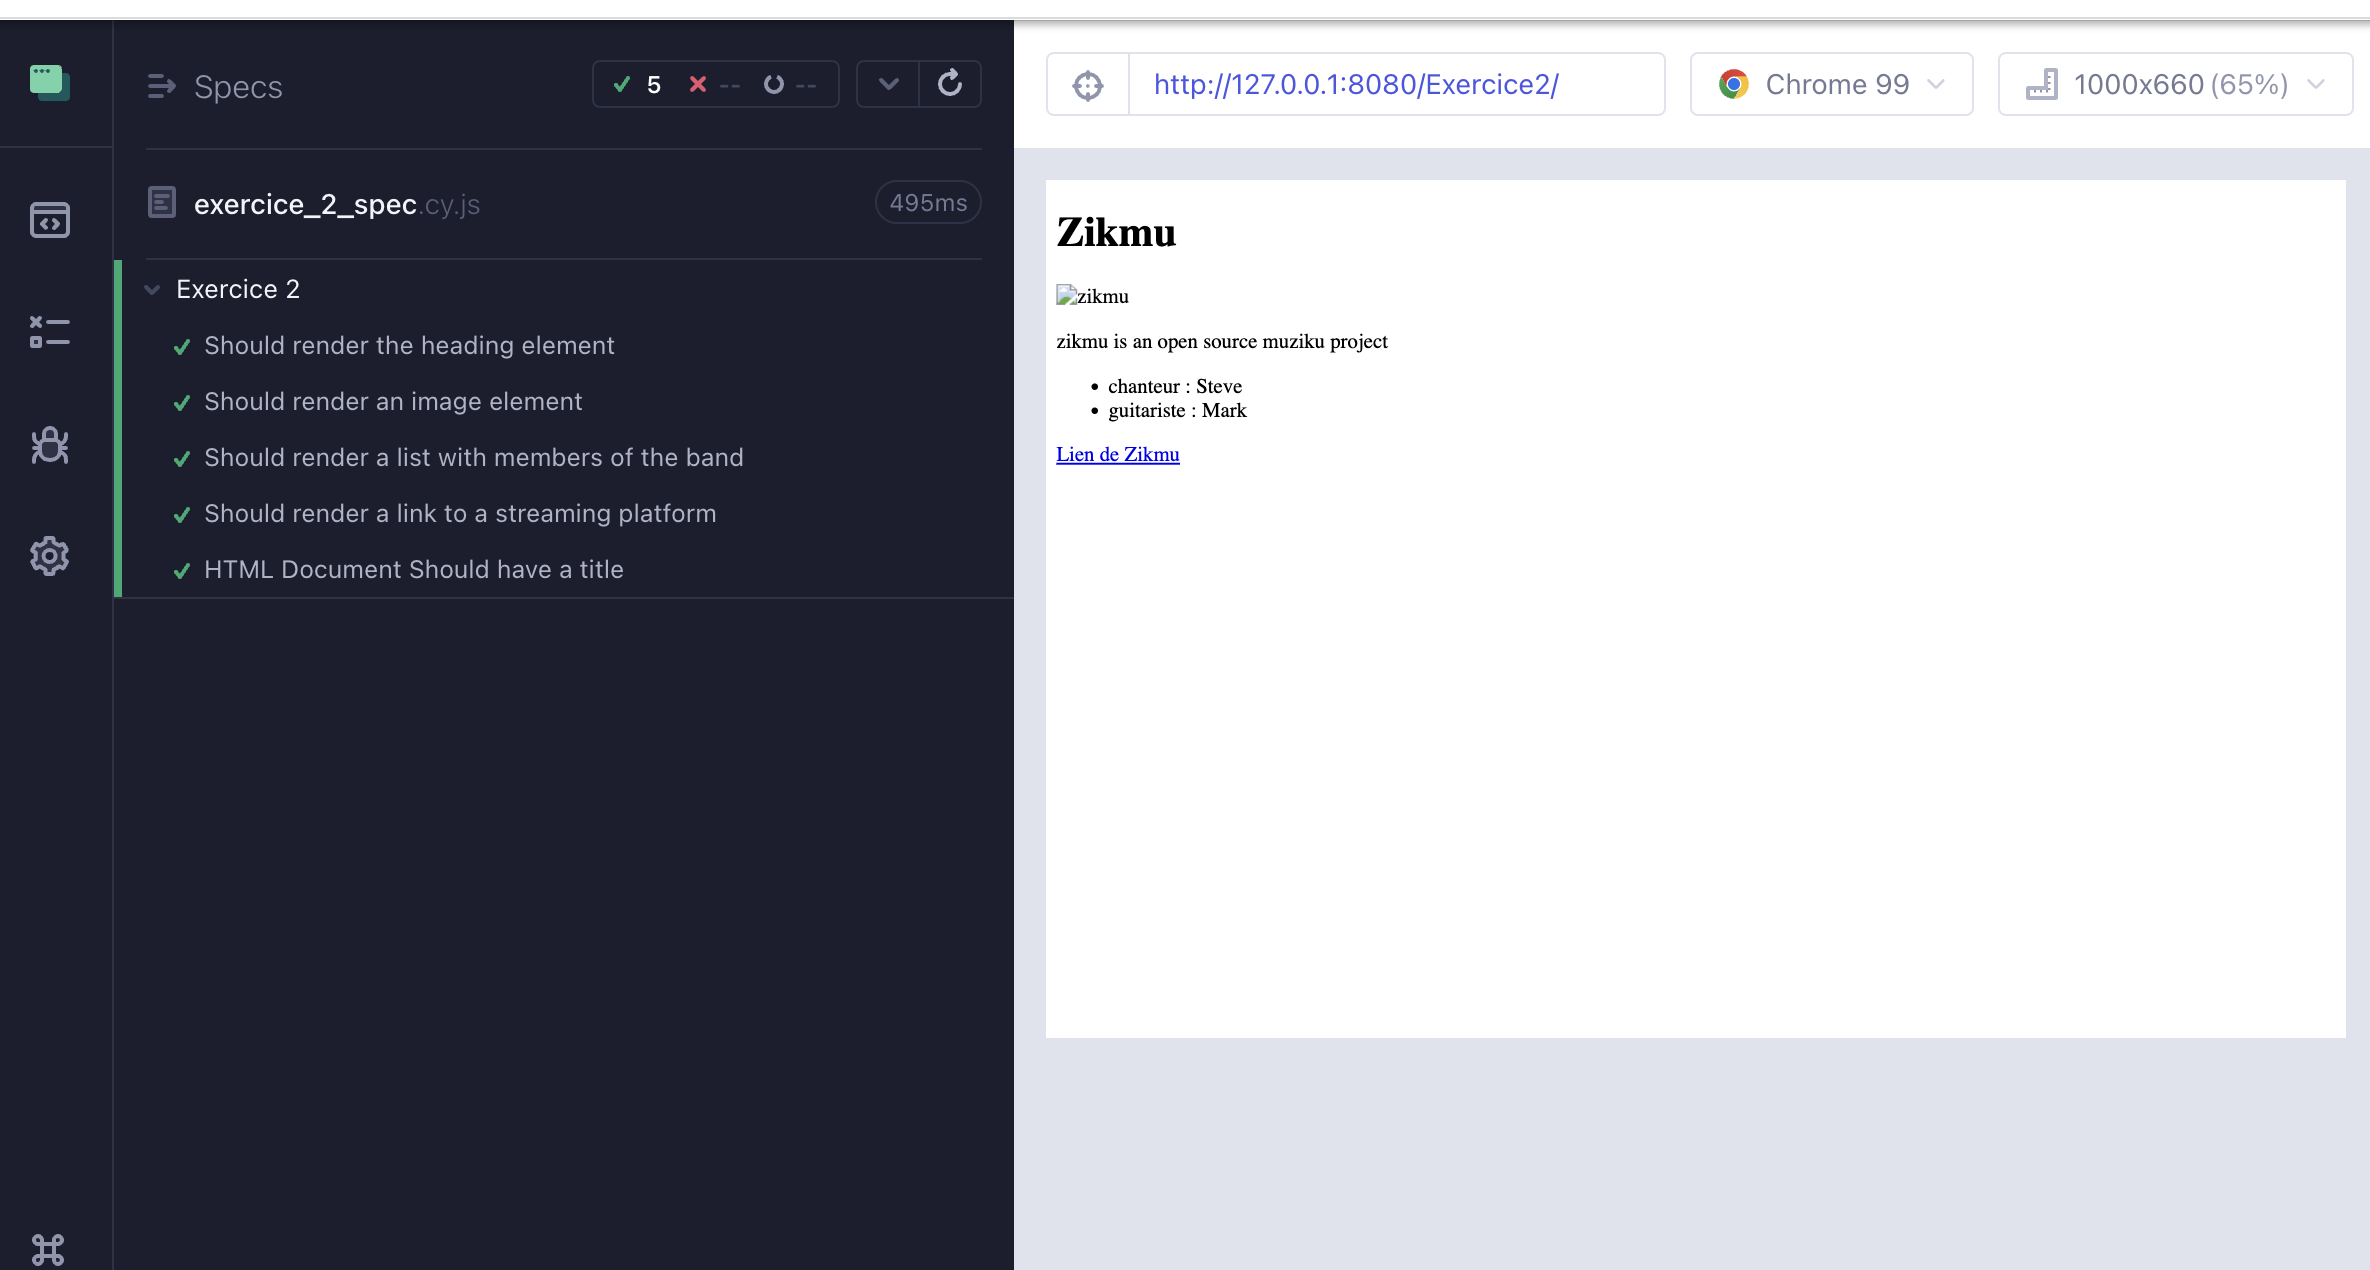 Specs
5
--
--
http://127.0.0.1:8080/Exercice2/
Chrome 99
1000x660 (65%)
exercice_2_spec.cy.js
495ms
Exercice 2
Should render the heading element
Should render an image element
Should render a list with members of the band
Should render a link to a streaming platform
HTML Document Should have a title
Zikmu
zikmu
zikmu is an open source muziku project
• chanteur : Steve
• guitariste : Mark
Lien de Zikmu